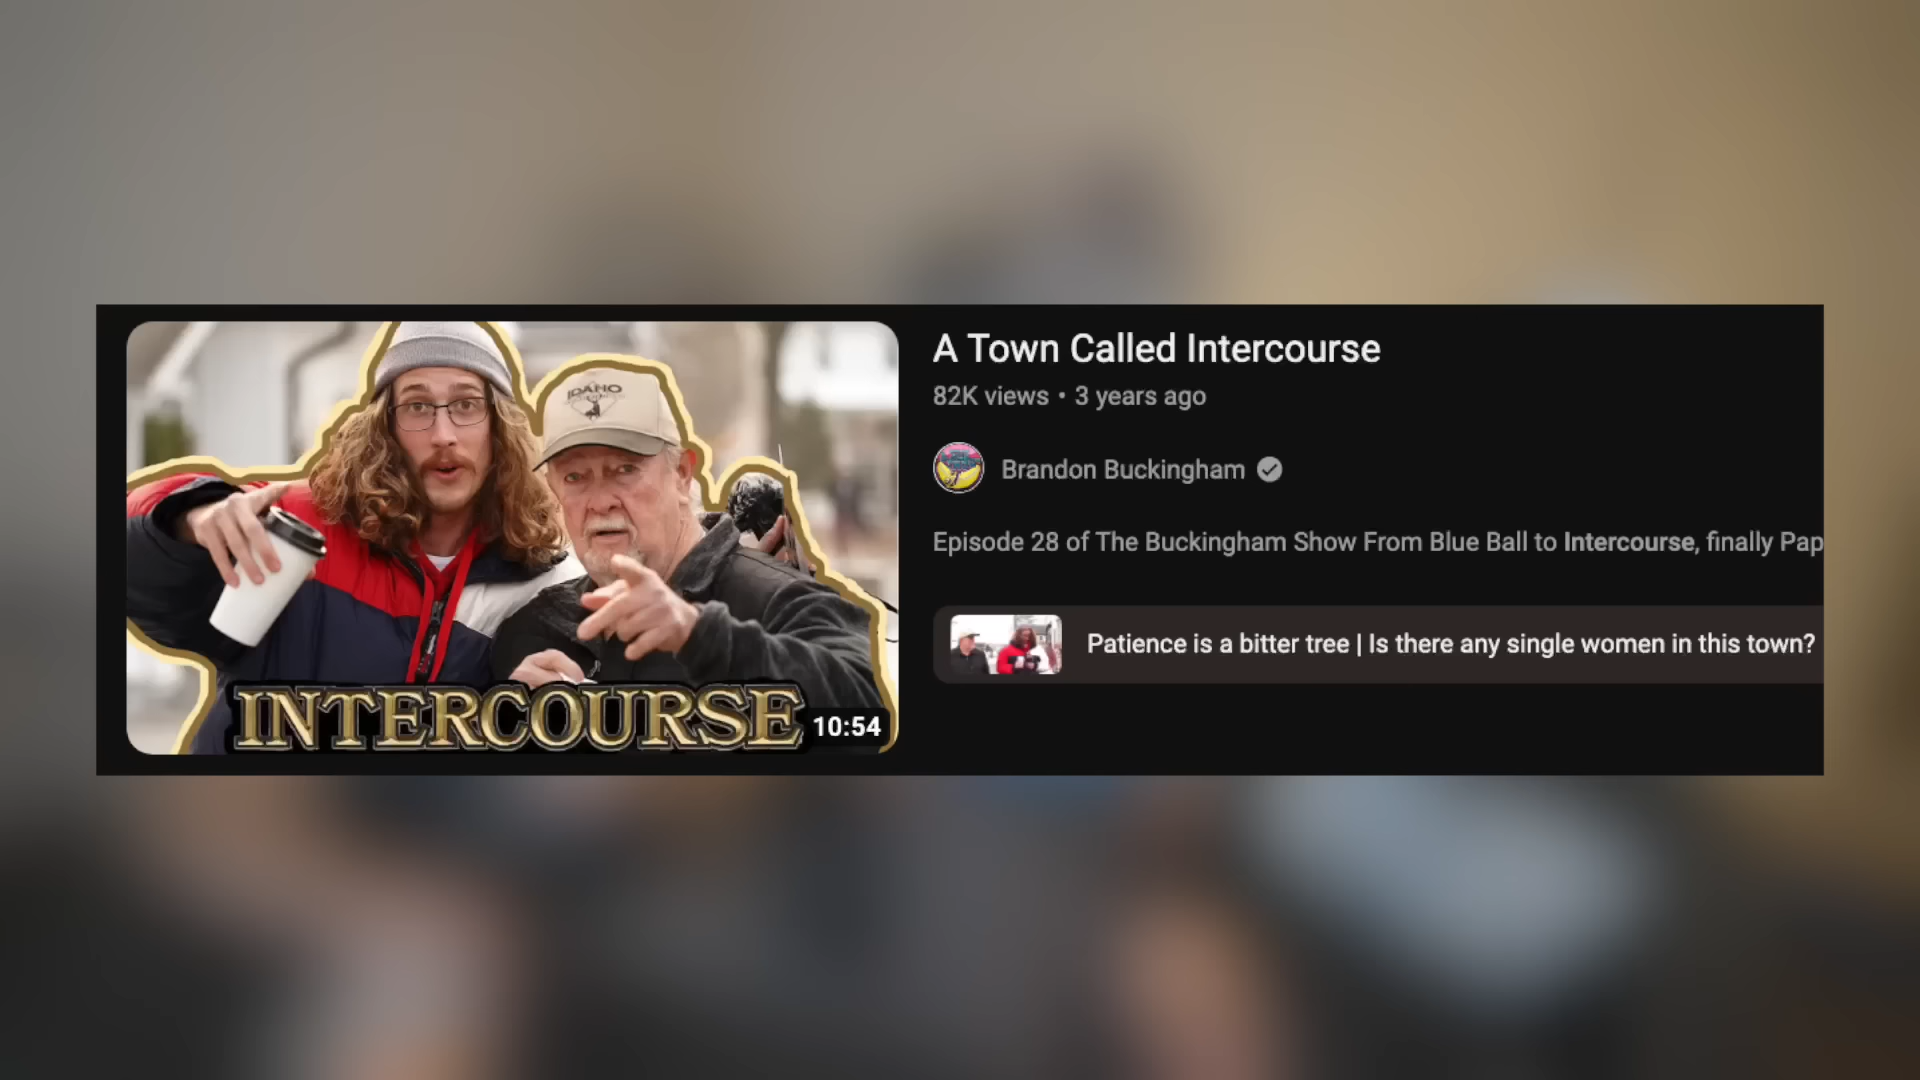 IDAHO
INTERCOURSE
10:54
A Town Called Intercourse
82K views • 3 years ago
Brandon Buckingham
Episode 28 of The Buckingham Show From Blue Ball to Intercourse, finally Pap
Patience is a bitter tree | Is there any single women in this town?